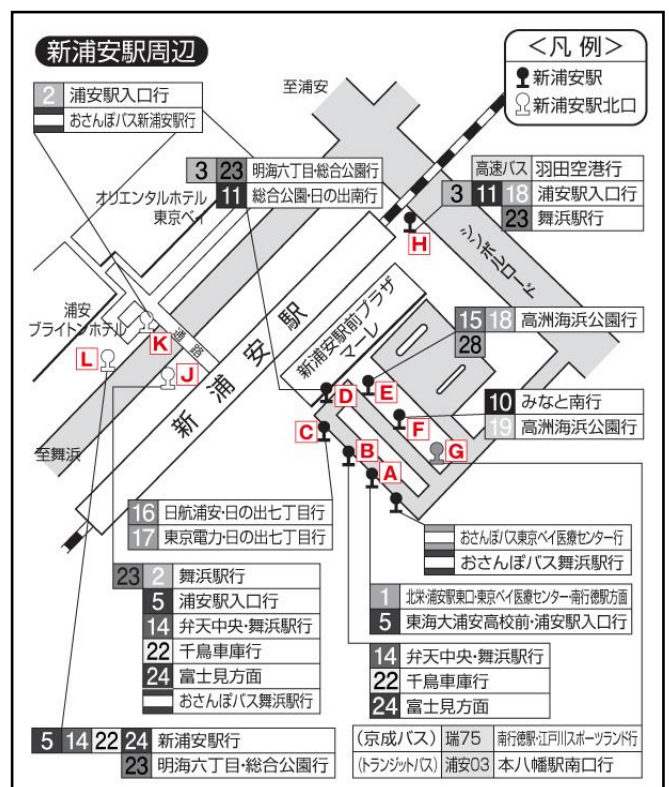 新浦安駅周辺
<凡例>
新浦安駅
新浦安駅北口
2 浦安駅入口行
おさんぽバス新浦安駅行
至浦安
3 23 明海六丁目・総合公園行
11 総合公園・日の出南行
オリエンタルホテル
東京ベイ
高速バス 羽田空港行
3 11 18 浦安駅入口行
23 舞浜駅行
H
シンボルロード
浦安
ブライトンホテル
K
通路
L
J
新浦安駅
新浦安駅前プラザ
マーレ
15 18 高洲海浜公園行
28
D
E
10 みなと南行
19 高洲海浜公園行
F
C
B
G
A
至舞浜
16 日航浦安・日の出七丁目行
17 東京電力・日の出七丁目行
おさんぽバス東京ベイ医療センター行
おさんぽバス舞浜駅行
23 2 舞浜駅行
5 浦安駅入口行
14 弁天中央・舞浜駅行
22 千鳥車庫行
24 富士見方面
おさんぽバス舞浜駅行
1 北栄・浦安駅東口・東京ベイ医療センター・南行徳駅方面
5 東海大浦安高校前・浦安駅入口行
14 弁天中央・舞浜駅行
22 千鳥車庫行
24 富士見方面
5 14 22 24 新浦安駅行
23 明海六丁目・総合公園行
(京成バス) 瑞75 南行徳駅・江戸川スポーツランド行
(トランジットバス) 浦安03 本八幡駅南口行